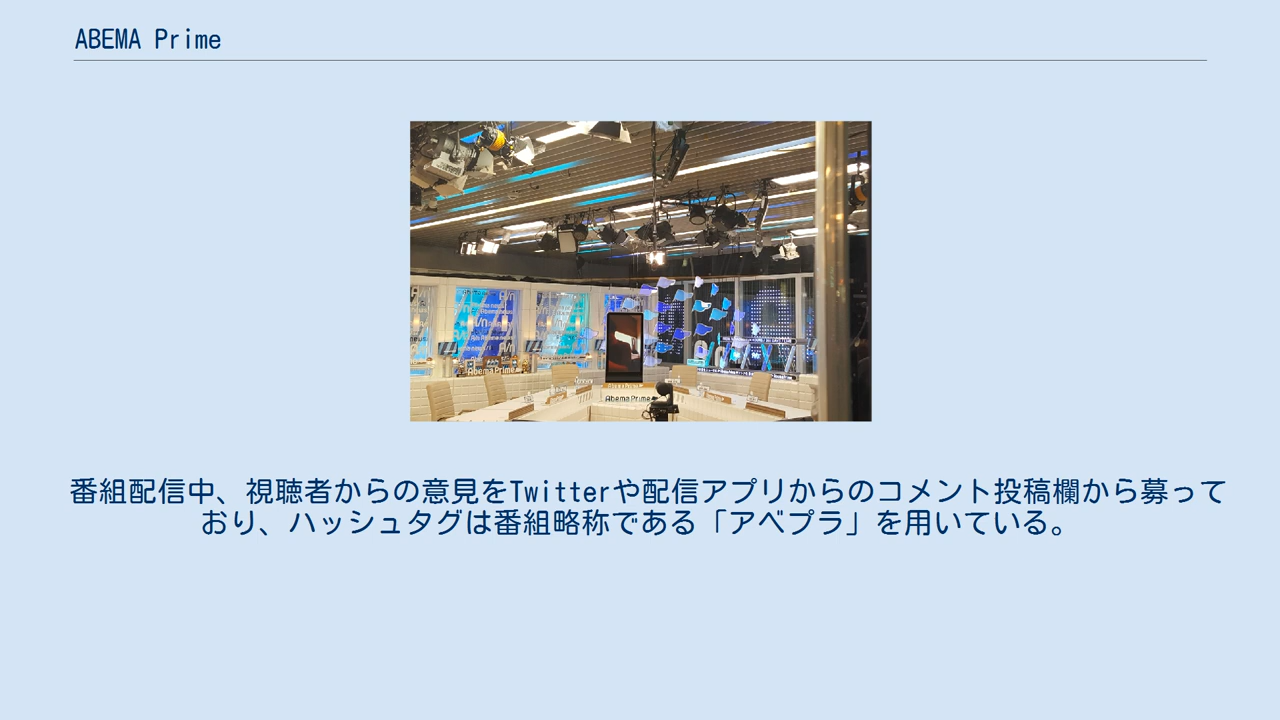 ABEMA Prime
AbemaPrime
AbemaPrime
番組配信中、視聴者からの意見をTwitterや配信アプリからのコメント投稿欄から募って
おり、ハッシュタグは番組略称である「アベプラ」を用いている。